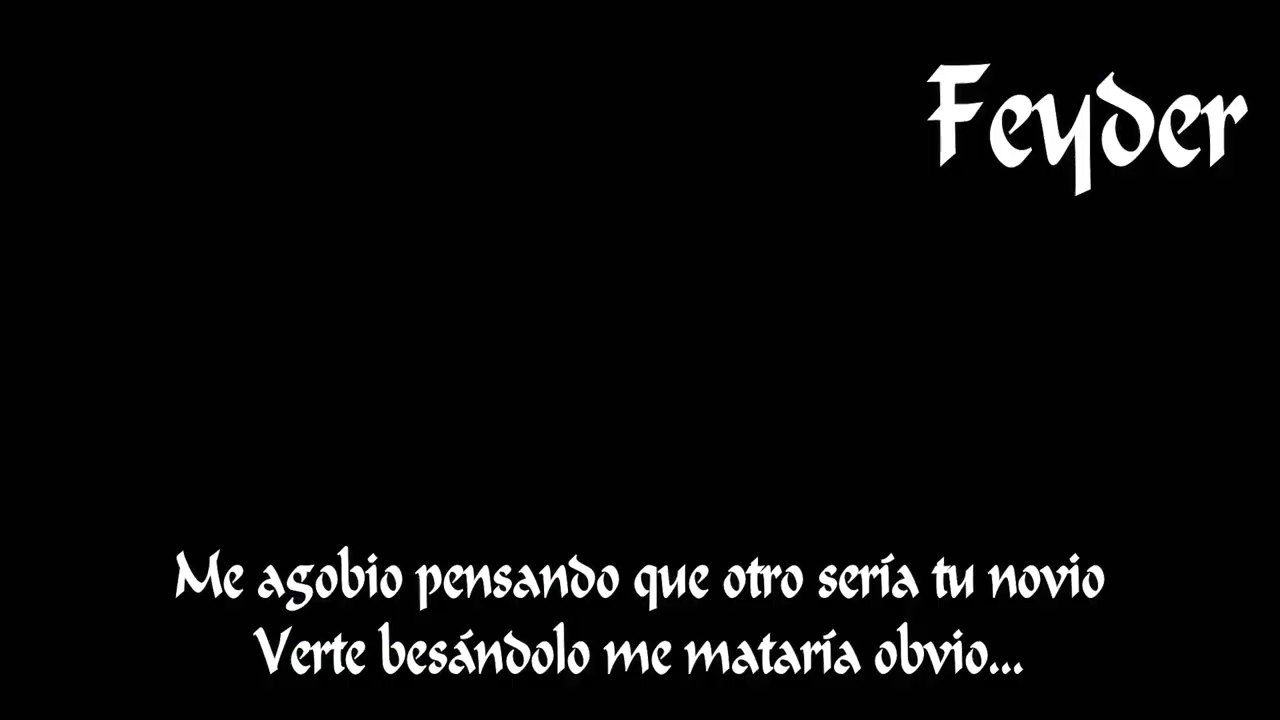 Feyder
Me agobio pensando que otro sería tu novio
Verte besándolo me mataría obvio...